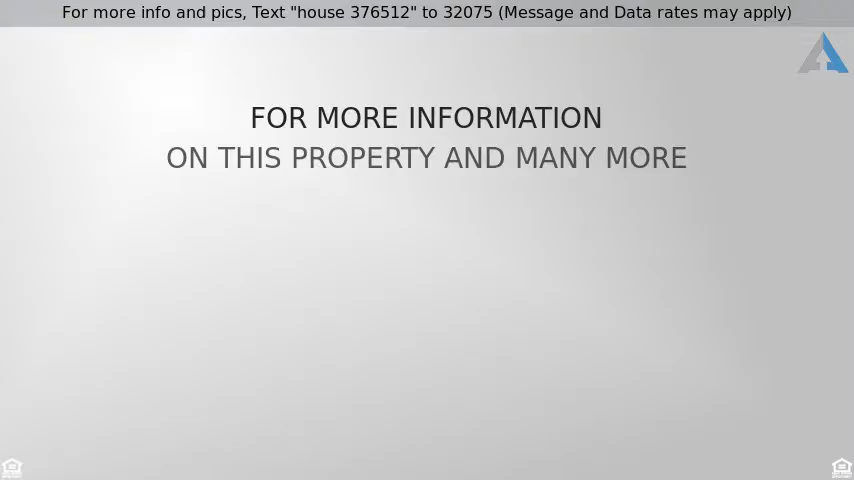 For more info and pics, Text "house 376512" to 32075 (Message and Data rates may apply)
FOR MORE INFORMATION
ON THIS PROPERTY AND MANY MORE